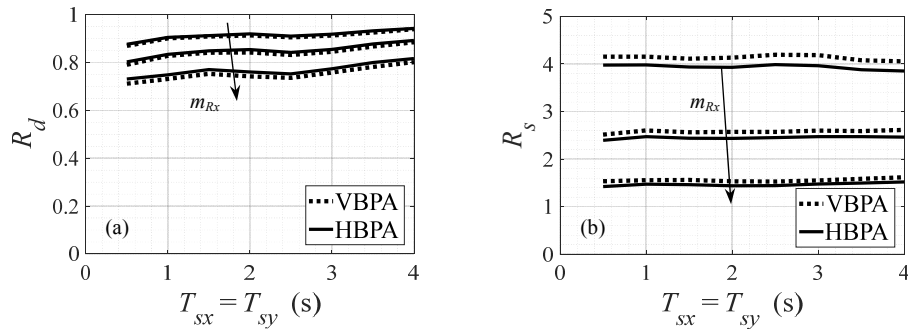 1
0.8
0.6
0.4
0.2
0
R_d
m_Rx
(a)
VBPA
HBPA
0 1 2 3 4
T_sx = T_sy (s)
5
4
3
2
1
0
R_s
m_Rx
(b)
VBPA
HBPA
0 1 2 3 4
T_sx = T_sy (s)